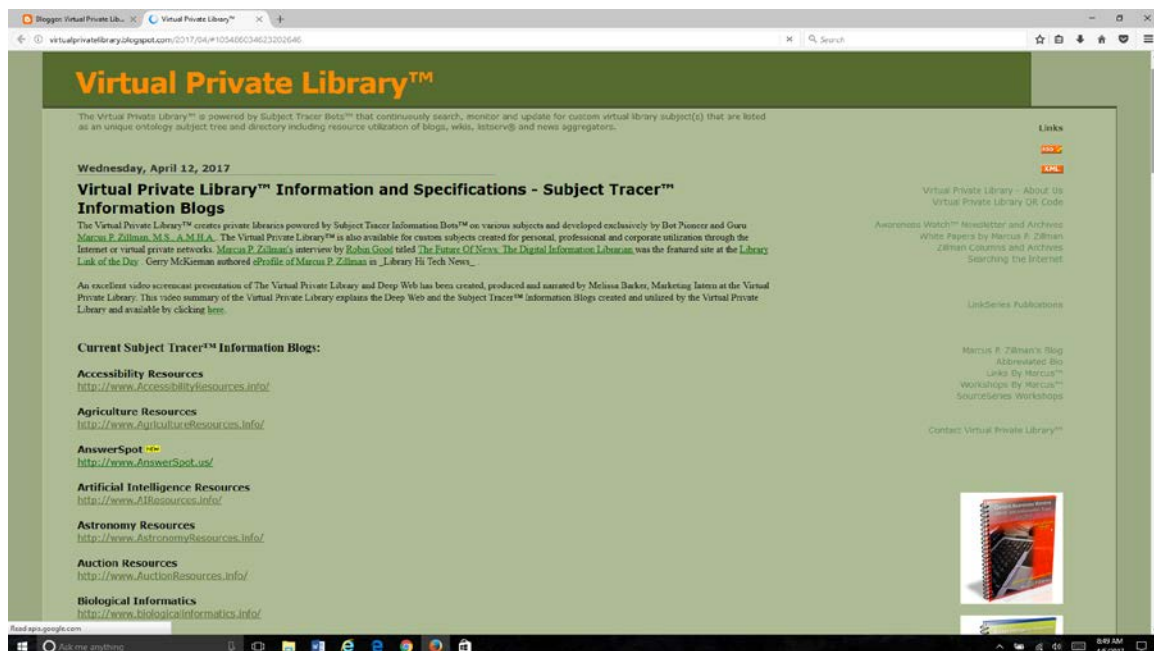 Blogger: Virtual Private Lib...
Virtual Private Library™
virtualprivatelibrary.blogspot.com/2017/04/#105486034623202646
Search
Virtual Private Library™
The Virtual Private Library™ is powered by Subject Tracer Bots™ that continuously search, monitor and update for custom virtual library subject(s) that are listed
as an unique ontology subject tree and directory including resource utilization of blogs, wikis, listserv® and news aggregators.
Links
RSS
XML
Wednesday, April 12, 2017
Virtual Private Library™ Information and Specifications - Subject Tracer™
Information Blogs
The Virtual Private Library™ creates private libraries powered by Subject Tracer Information Bots™ on various subjects and developed exclusively by Bot Pioneer and Guru
Marcus P. Zillman, M.S., A.M.H.A.. The Virtual Private Library™ is also available for custom subjects created for personal, professional and corporate utilization through the
Internet or virtual private networks. Marcus P. Zillman's interview by Robin Good titled The Future Of News: The Digital Information Librarian was the featured site at the Library
Link of the Day. Gerry McKiernan authored eProfile of Marcus P. Zillman in _Library Hi Tech News_.
An excellent video screencast presentation of The Virtual Private Library and Deep Web has been created, produced and narrated by Melissa Barker, Marketing Intern at the Virtual
Private Library. This video summary of the Virtual Private Library explains the Deep Web and the Subject Tracer™ Information Blogs created and utilized by the Virtual Private
Library and available by clicking here.
Current Subject Tracer™ Information Blogs:
Accessibility Resources
http://www.AccessibilityResources.info/
Agriculture Resources
http://www.AgricultureResources.info/
AnswerSpot NEW
http://www.AnswerSpot.us/
Artificial Intelligence Resources
http://www.AIResources.info/
Astronomy Resources
http://www.AstronomyResources.info/
Auction Resources
http://www.AuctionResources.info/
Biological Informatics
http://www.biologicalinformatics.info/
Virtual Private Library - About Us
Virtual Private Library QR Code
Awareness Watch™ Newsletter and Archives
White Papers by Marcus P. Zillman
Zillman Columns and Archives
Searching the Internet
LinkSeries Publications
Marcus P. Zillman's Blog
Abbreviated Bio
Links By Marcus™
Workshops By Marcus™
SourceSeries Workshops
Contact Virtual Private Library™
Read apis.google.com
Ask me anything
8:49 AM